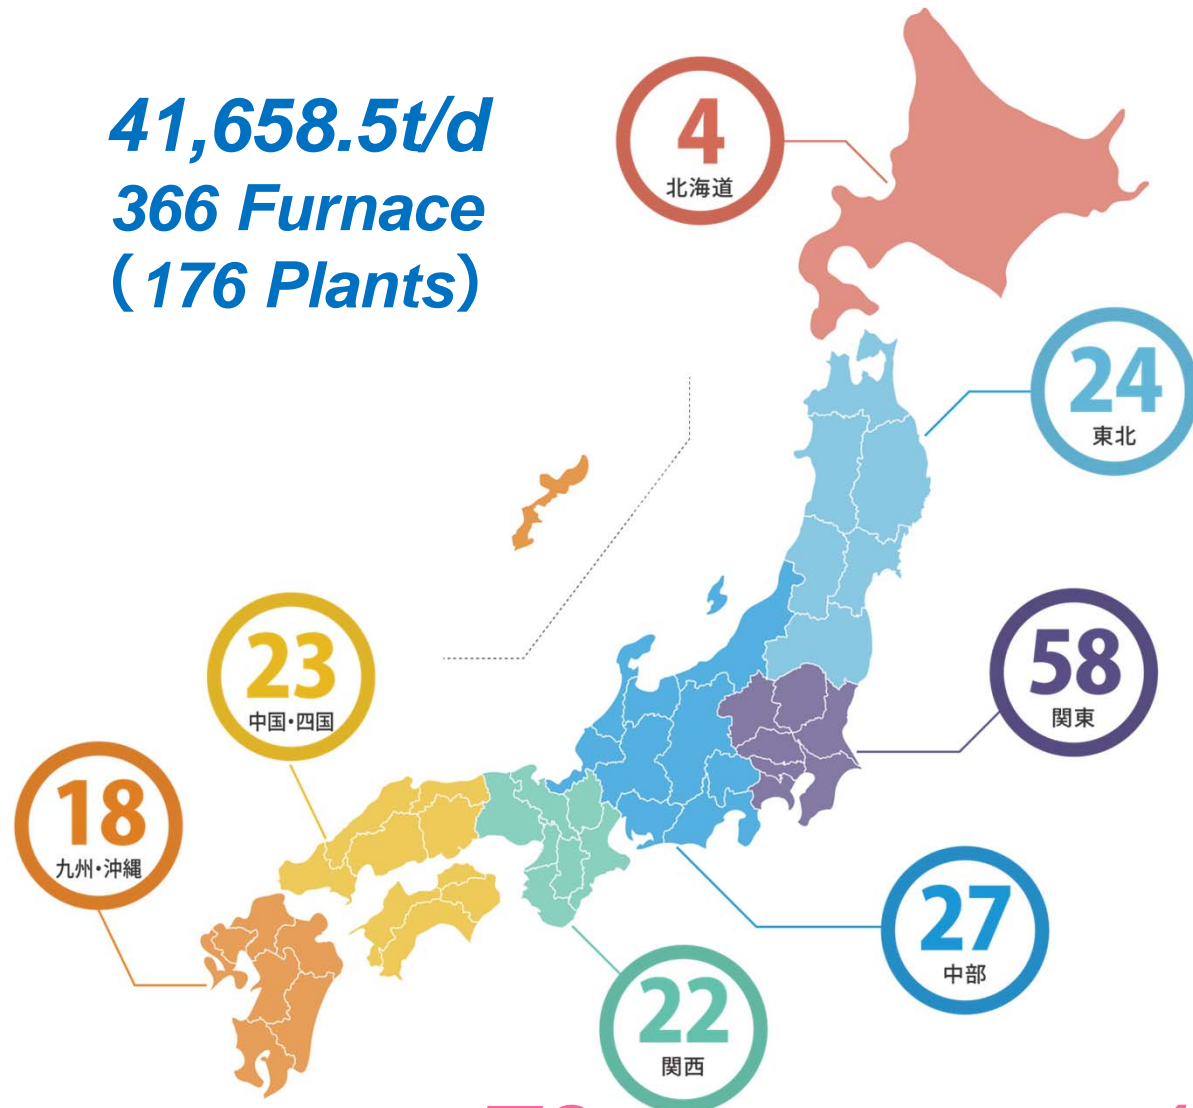 41,658.5t/d
366 Furnace
（176 Plants）
4
北海道
24
東北
58
関東
23
中国・四国
18
九州・沖縄
27
中部
22
関西